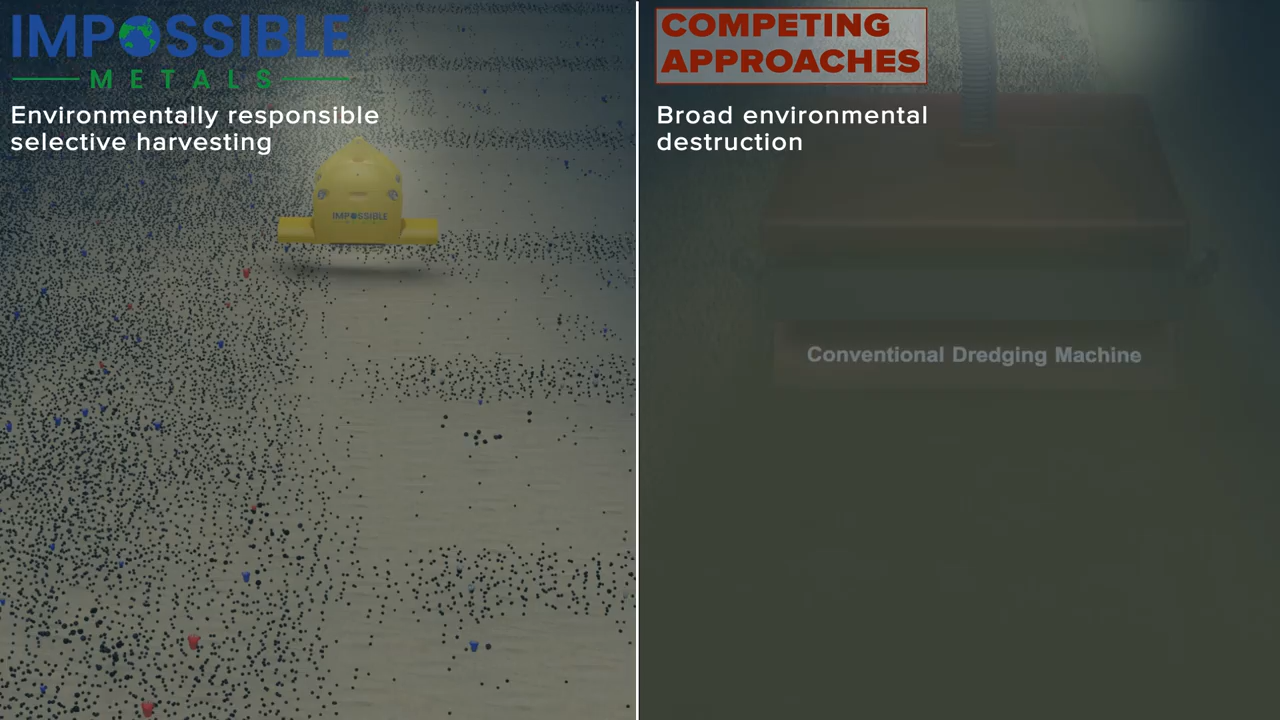 IMPOSSIBLE
METALS
Environmentally responsible
selective harvesting
IMPOSSIBLE
COMPETING
APPROACHES
Broad environmental
destruction
Conventional Dredging Machine